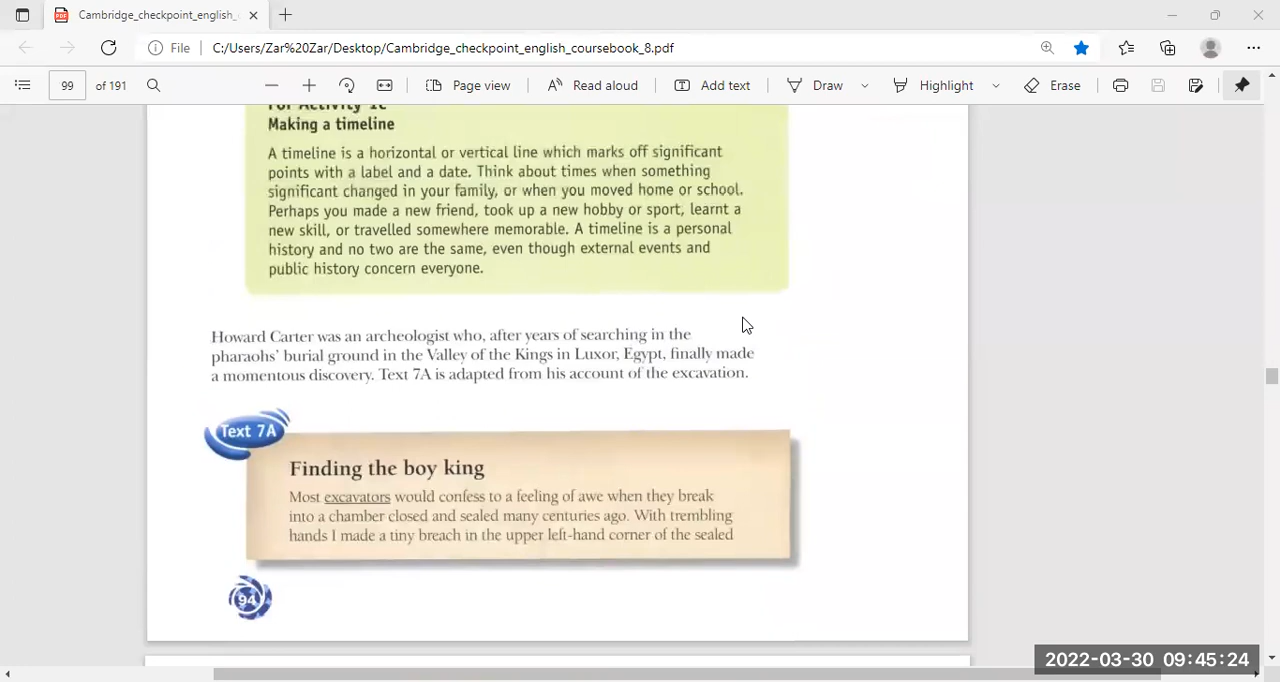 Cambridge_checkpoint_english_
File
C:/Users/Zar%20Zar/Desktop/Cambridge_checkpoint_english_coursebook_8.pdf
99 of 191
Page view
Read aloud
Add text
Draw
Highlight
Erase
For Activity 1c
Making a timeline
A timeline is a horizontal or vertical line which marks off significant
points with a label and a date. Think about times when something
significant changed in your family, or when you moved home or school.
Perhaps you made a new friend, took up a new hobby or sport, learnt a
new skill, or travelled somewhere memorable. A timeline is a personal
history and no two are the same, even though external events and
public history concern everyone.
Howard Carter was an archeologist who, after years of searching in the
pharaohs' burial ground in the Valley of the Kings in Luxor, Egypt, finally made
a momentous discovery. Text 7A is adapted from his account of the excavation.
Text 7A
Finding the boy king
Most excavators would confess to a feeling of awe when they break
into a chamber closed and sealed many centuries ago. With trembling
hands I made a tiny breach in the upper left-hand corner of the sealed
94
2022-03-30 09:45:24